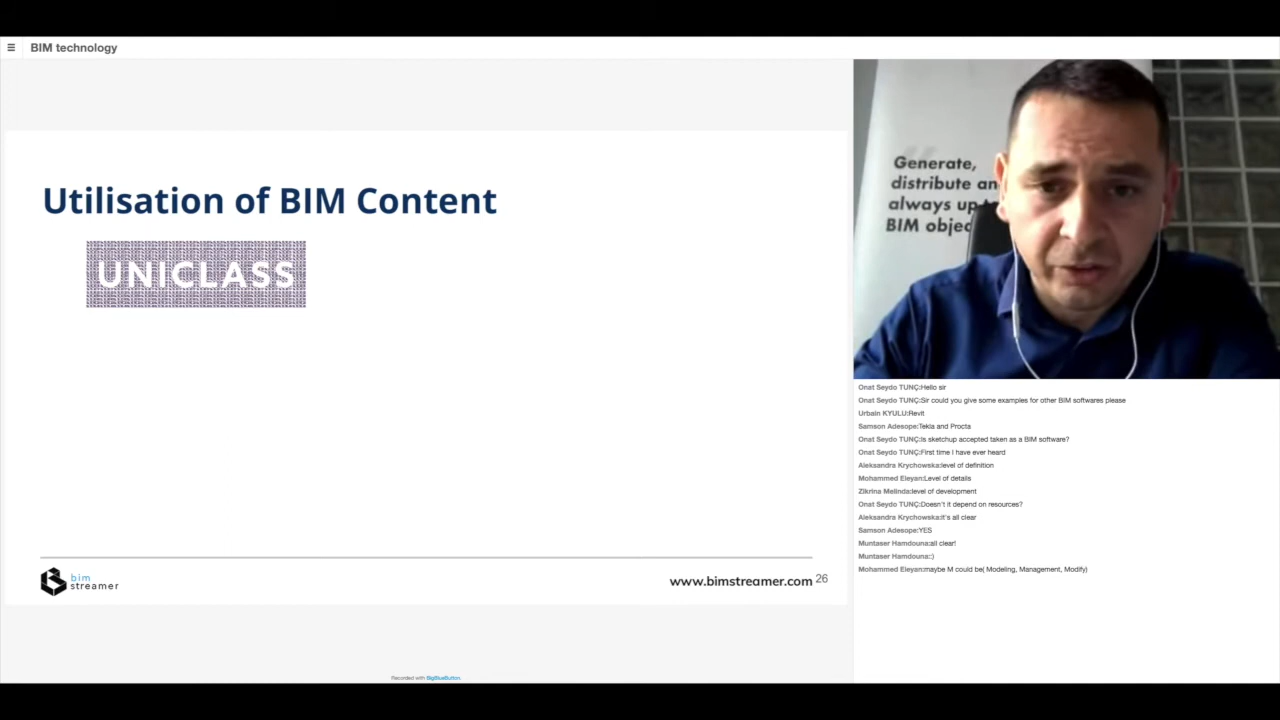 ☰ BIM technology
Utilisation of BIM Content
UNICLASS
bim
streamer
www.bimstreamer.com 26
Recorded with BigBlueButton.
Generate,
distribute an
always up
BIM objec
Onat Seydo TUNÇ:Hello sir
Onat Seydo TUNÇ:Sir could you give some examples for other BIM softwares please
Urbain KYULU:Revit
Samson Adesope:Tekla and Procta
Onat Seydo TUNÇ:Is sketchup accepted taken as a BIM software?
Onat Seydo TUNÇ:First time I have ever heard
Aleksandra Krychowska:level of definition
Mohammed Eleyan:Level of details
Zikrina Melinda:level of development
Onat Seydo TUNÇ:Doesn't it depend on resources?
Aleksandra Krychowska:it's all clear
Samson Adesope:YES
Muntaser Hamdouna:all clear!
Muntaser Hamdouna::)
Mohammed Eleyan:maybe M could be( Modeling, Management, Modify)